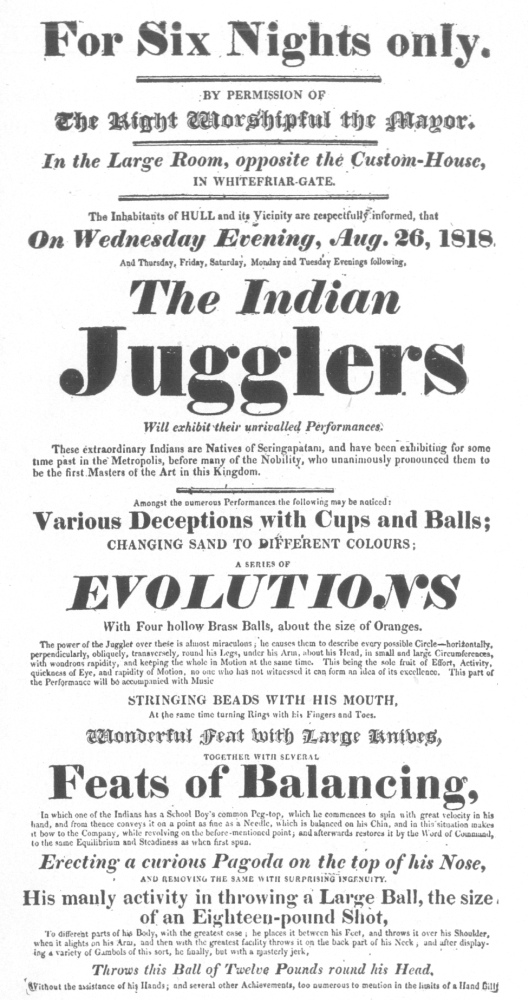 For Six Nights only.
BY PERMISSION OF
The Right Worshipful the Mayor.
In the Large Room, opposite the Custom-House,
IN WHITEFRIAR-GATE.
The Inhabitants of HULL and its Vicinity are respectfully informed, that
On Wednesday Evening, Aug. 26, 1818,
And Thursday, Friday, Saturday, Monday and Tuesday Evenings following,
The Indian
Jugglers
Will exhibit their unrivalled Performances.
These extraordinary Indians are Natives of Seringapatam, and have been exhibiting for some
time past in the Metropolis, before many of the Nobility, who unanimously pronounced them to
be the first Masters of the Art in this Kingdom.
Amongst the numerous Performances the following may be noticed:
Various Deceptions with Cups and Balls;
CHANGING SAND TO DIFFERENT COLOURS;
A SERIES OF
EVOLUTIONS
With Four hollow Brass Balls, about the size of Oranges.
The power of the Juggler over these is almost miraculous; he causes them to describe every possible Circle—horizontally,
perpendicularly, obliquely, transversely, round his Legs, under his Arm, about his Head, in small and large Circumferences,
with wondrous rapidity, and keeping the whole in Motion at the same time. This being the sole fruit of Effort, Activity,
quickness of Eye, and rapidity of Motion, no one who has not witnessed it can form an idea of its excellence. This part of
the Performance will be accompanied with Music
STRINGING BEADS WITH HIS MOUTH,
At the same time turning Rings with his Fingers and Toes.
Wonderful Feat with Large Knives,
TOGETHER WITH SEVERAL
Feats of Balancing,
In which one of the Indians has a School Boy's common Peg-top, which he commences to spin with great velocity in his
hand, and from thence conveys it on a point as fine as a Needle, which is balanced on his Chin, and in this situation makes
it bow to the Company, while revolving on the before-mentioned point; and afterwards restores it by the Word of Command,
to the same Equilibrium and Steadiness as when first spun.
Erecting a curious Pagoda on the top of his Nose,
AND REMOVING THE SAME WITH SURPRISING INGENUITY.
His manly activity in throwing a Large Ball, the size
of an Eighteen-pound Shot,
To different parts of his Body, with the greatest ease; he places it between his Feet, and throws it over his Shoulder,
when it alights on his Arm, and then with the greatest facility throws it on the back part of his Neck; and after display-
ing a variety of Gambols of this sort, he finally, but with a masterly jerk,
Throws this Ball of Twelve Pounds round his Head,
Without the assistance of his Hands; and several other Achievements, too numerous to mention in the limits of a Hand Bill